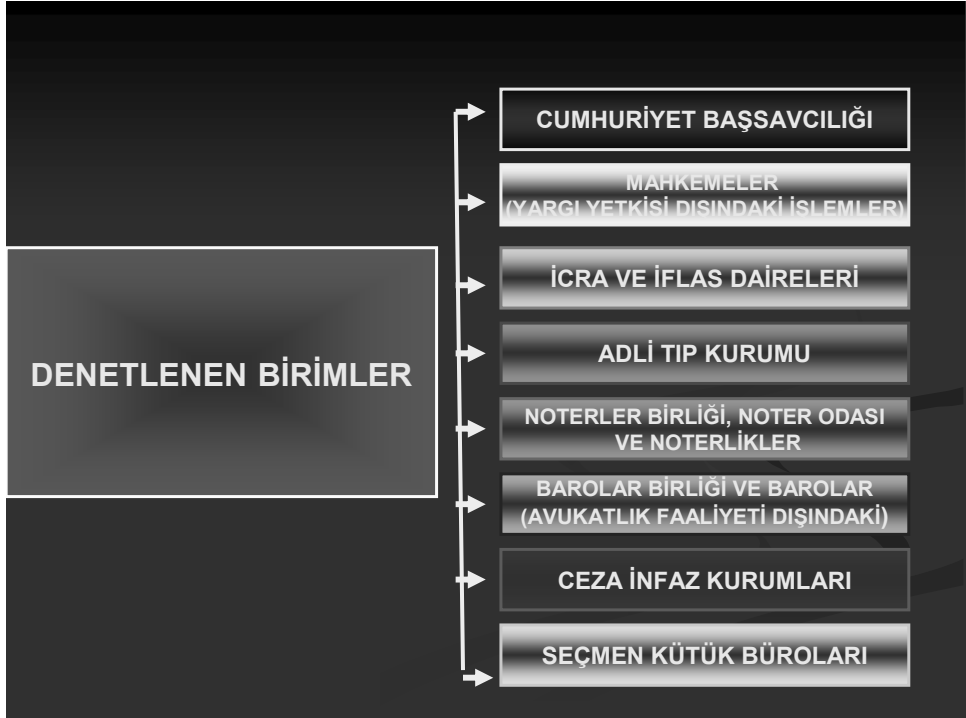 DENETLENEN BİRİMLER
CUMHURİYET BAŞSAVCILIĞI
MAHKEMELER
(YARGI YETKİSİ DIŞINDAKİ İŞLEMLER)
İCRA VE İFLAS DAİRELERİ
ADLİ TIP KURUMU
NOTERLER BİRLİĞİ, NOTER ODASI
VE NOTERLİKLER
BAROLAR BİRLİĞİ VE BAROLAR
(AVUKATLIK FAALİYETİ DIŞINDAKİ)
CEZA İNFAZ KURUMLARI
SEÇMEN KÜTÜK BÜROLARI